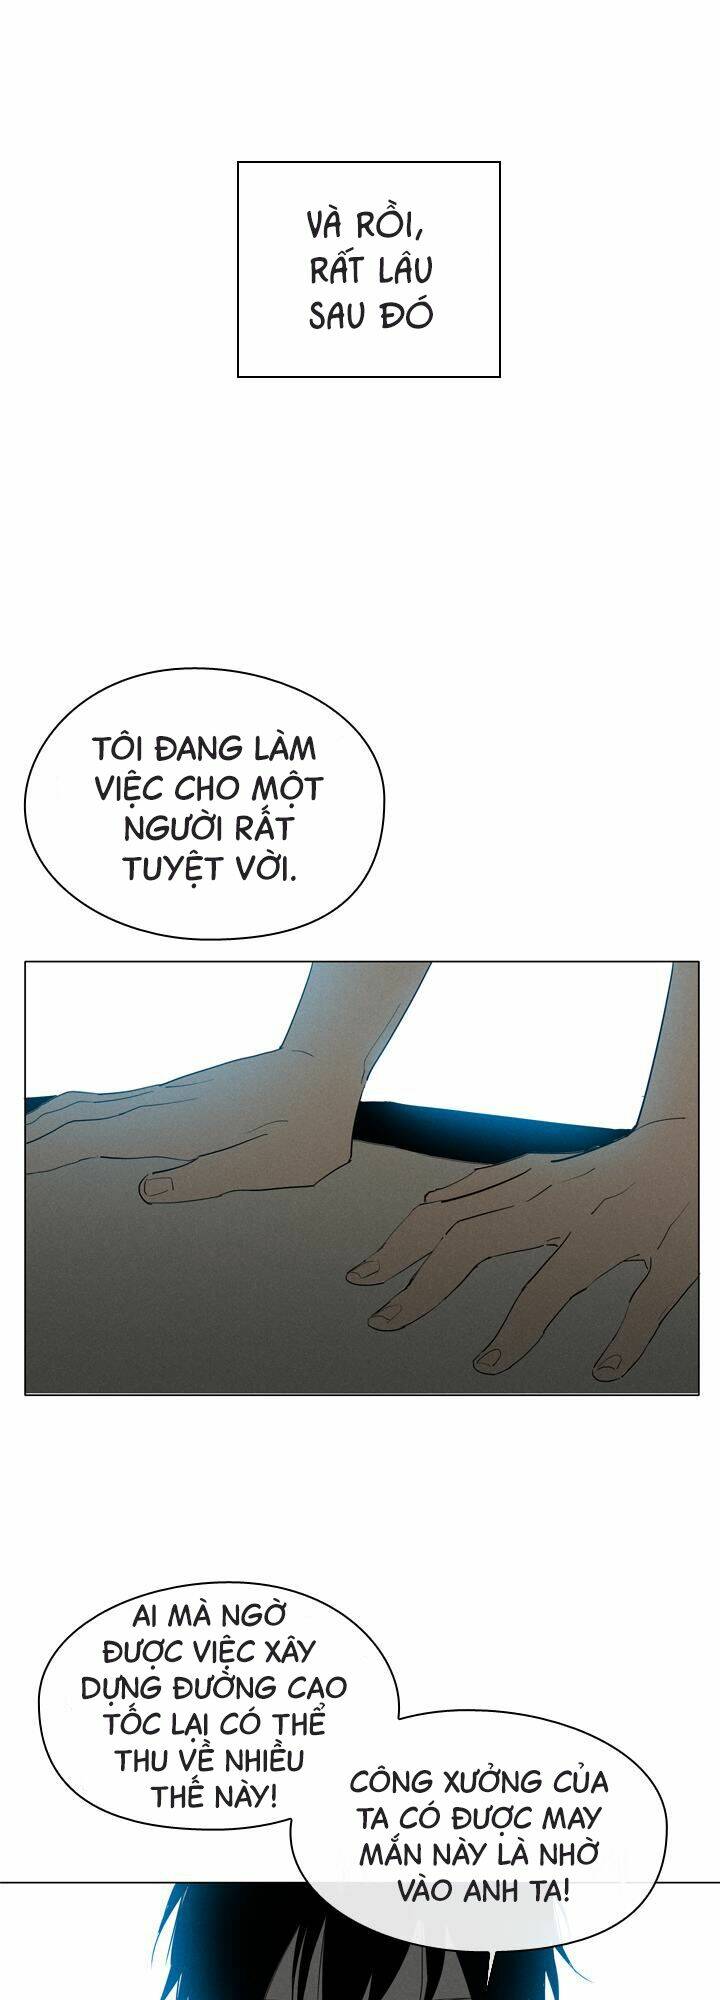 VÀ RỒI,
RẤT LÂU
SAU ĐÓ
TÔI ĐANG LÀM
VIỆC CHO MỘT
NGƯỜI RẤT
TUYỆT VỜI.
AI MÀ NGỜ
ĐƯỢC VIỆC XÂY
DỰNG ĐƯỜNG CAO
TỐC LẠI CÓ THỂ
THU VỀ NHIỀU
THẾ NÀY!
CÔNG XƯỞNG CỦA
TA CÓ ĐƯỢC MAY
MẮN NÀY LÀ NHỜ
VÀO ANH TA!